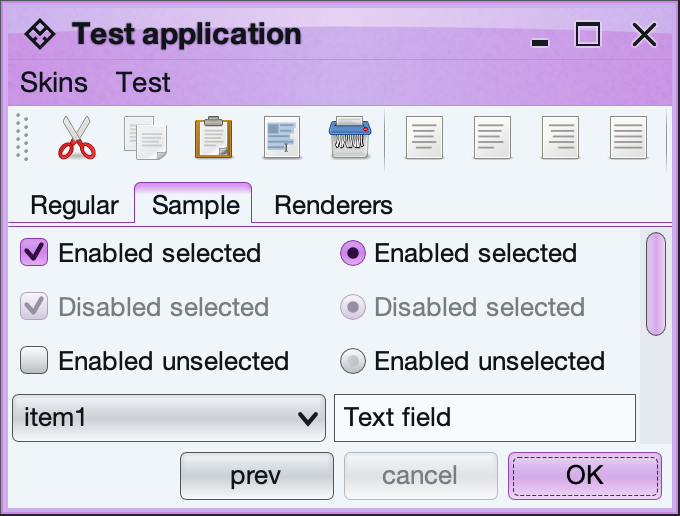 Test application
Skins Test
Regular Sample Renderers
Enabled selected Enabled selected
Disabled selected Disabled selected
Enabled unselected Enabled unselected
item1 Text field
prev cancel OK